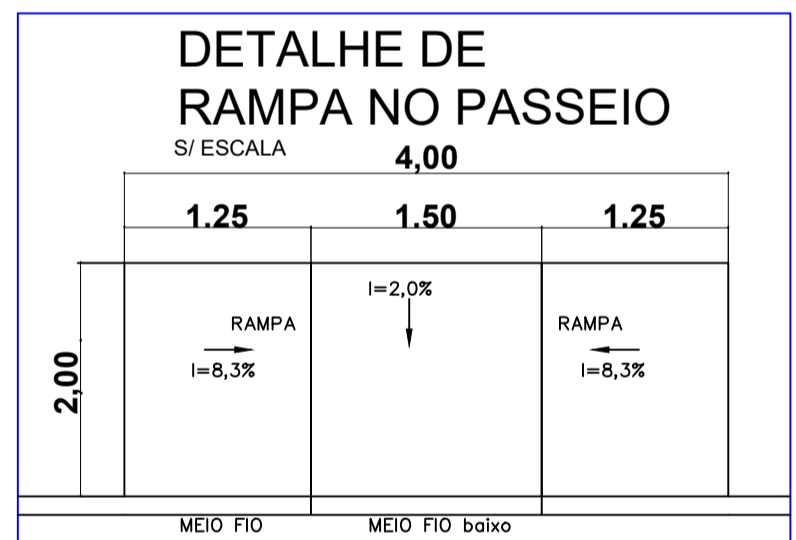 DETALHE DE
RAMPA NO PASSEIO
S/ ESCALA
4,00
1.25 1.50 1.25
I=2,0%
RAMPA RAMPA
I=8,3% I=8,3%
2,00
MEIO FIO MEIO FIO baixo